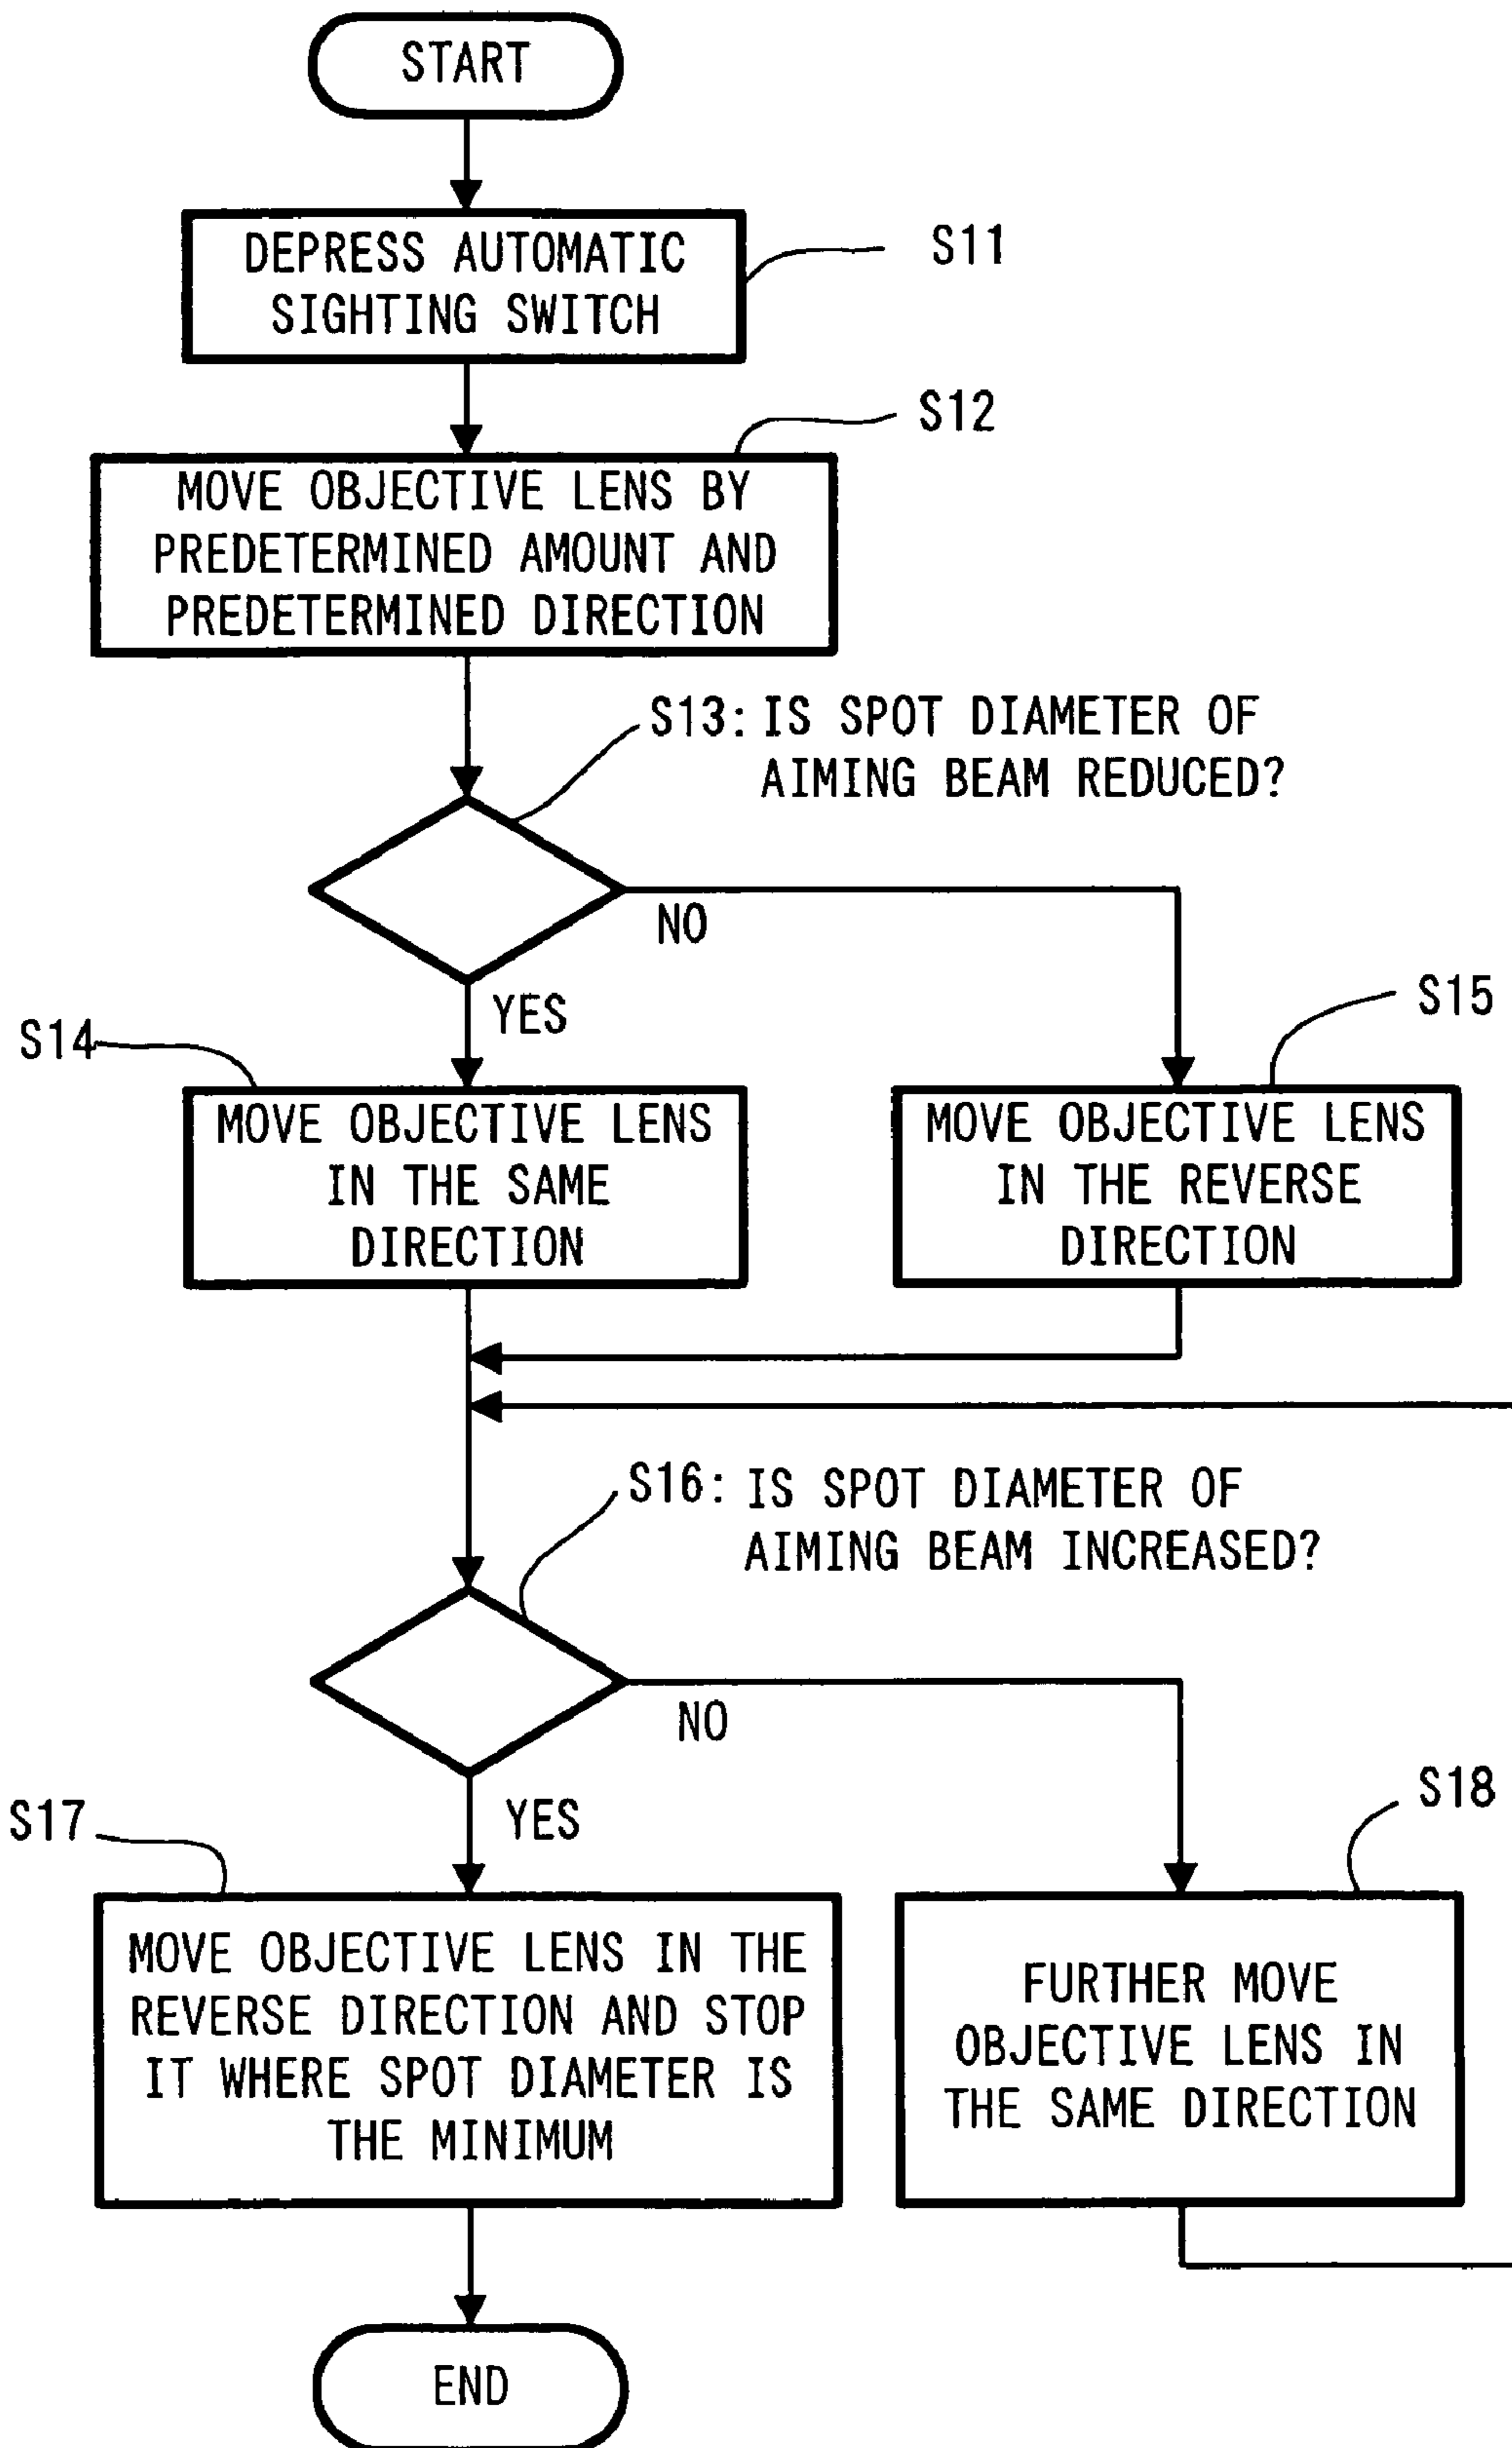 START
DEPRESS AUTOMATIC
SIGHTING SWITCH
S11
S12
MOVE OBJECTIVE LENS BY
PREDETERMINED AMOUNT AND
PREDETERMINED DIRECTION
S13: IS SPOT DIAMETER OF
AIMING BEAM REDUCED?
NO
YES
S14
S15
MOVE OBJECTIVE LENS
IN THE SAME
DIRECTION
MOVE OBJECTIVE LENS
IN THE REVERSE
DIRECTION
S16: IS SPOT DIAMETER OF
AIMING BEAM INCREASED?
NO
YES
S17
S18
MOVE OBJECTIVE LENS IN THE
REVERSE DIRECTION AND STOP
IT WHERE SPOT DIAMETER IS
THE MINIMUM
FURTHER MOVE
OBJECTIVE LENS IN
THE SAME DIRECTION
END